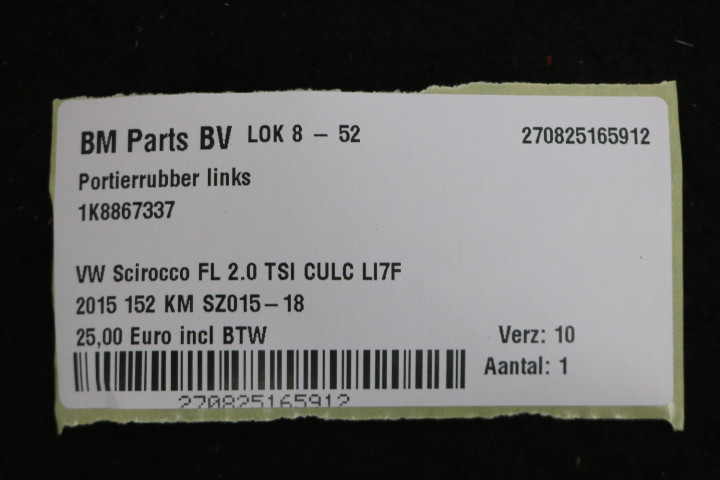 BM Parts BV LOK 8 - 52 270825165912
Portierrubber links
1K8867337
VW Scirocco FL 2.0 TSI CULC LI7F
2015 152 KM SZ015-18
25,00 Euro incl BTW Verz: 10
Aantal: 1
270825165912